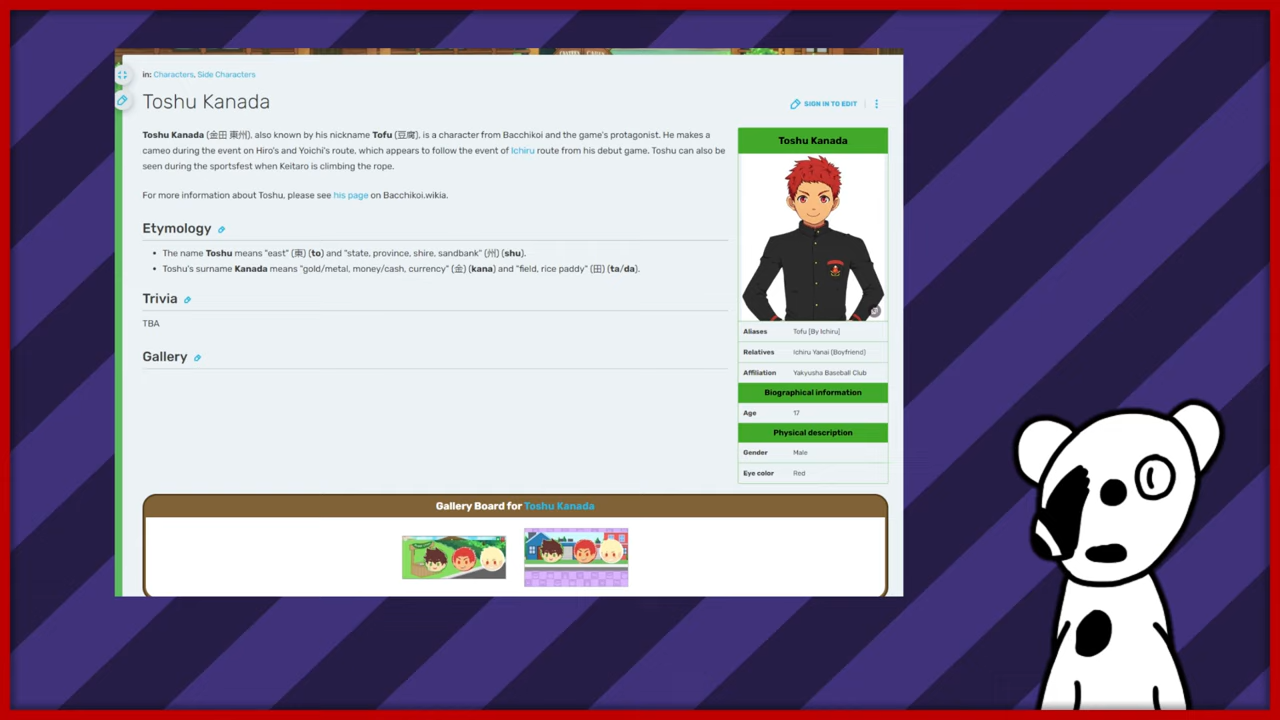 in: Characters, Side Characters
Toshu Kanada
SIGN IN TO EDIT
Toshu Kanada (金田 東州), also known by his nickname Tofu (豆腐), is a character from Bacchikoi and the game's protagonist. He makes a
cameo during the event on Hiro's and Yoichi's route, which appears to follow the event of Ichiru route from his debut game. Toshu can also be
seen during the sportsfest when Keitaro is climbing the rope.
For more information about Toshu, please see his page on Bacchikoi.wikia.
Etymology
• The name Toshu means "east" (東) (to) and "state, province, shire, sandbank" (州) (shu).
• Toshu's surname Kanada means "gold/metal, money/cash, currency" (金) (kana) and "field, rice paddy" (田) (ta/da).
Trivia
TBA
Gallery
Toshu Kanada
Aliases Tofu [By Ichiru]
Relatives Ichiru Yanai (Boyfriend)
Affiliation Yakyusha Baseball Club
Biographical information
Age 17
Physical description
Gender Male
Eye color Red
Gallery Board for Toshu Kanada